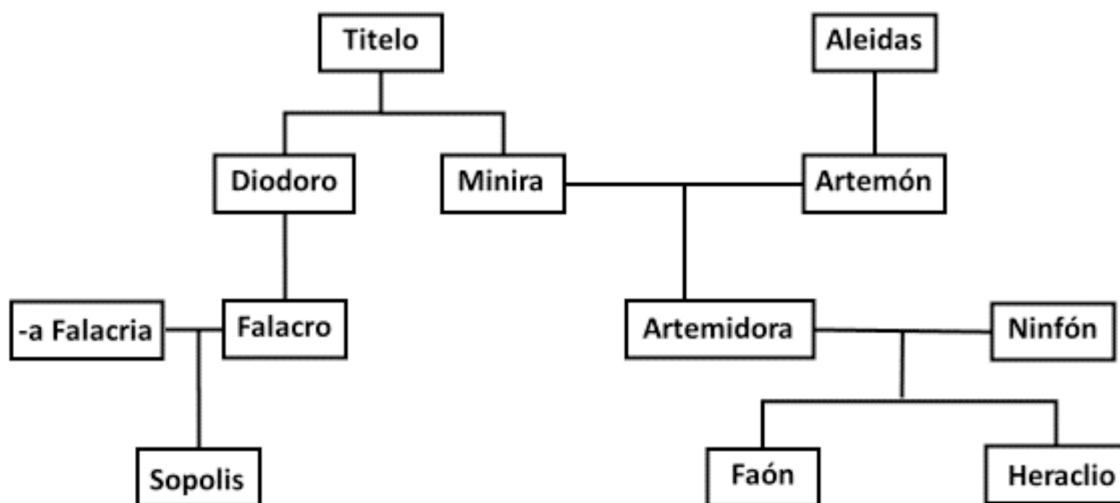 Titelo
Aleidas
Diodoro
Minira
Artemón
-a Falacria
Falacro
Artemidora
Ninfón
Sopolis
Faón
Heraclio